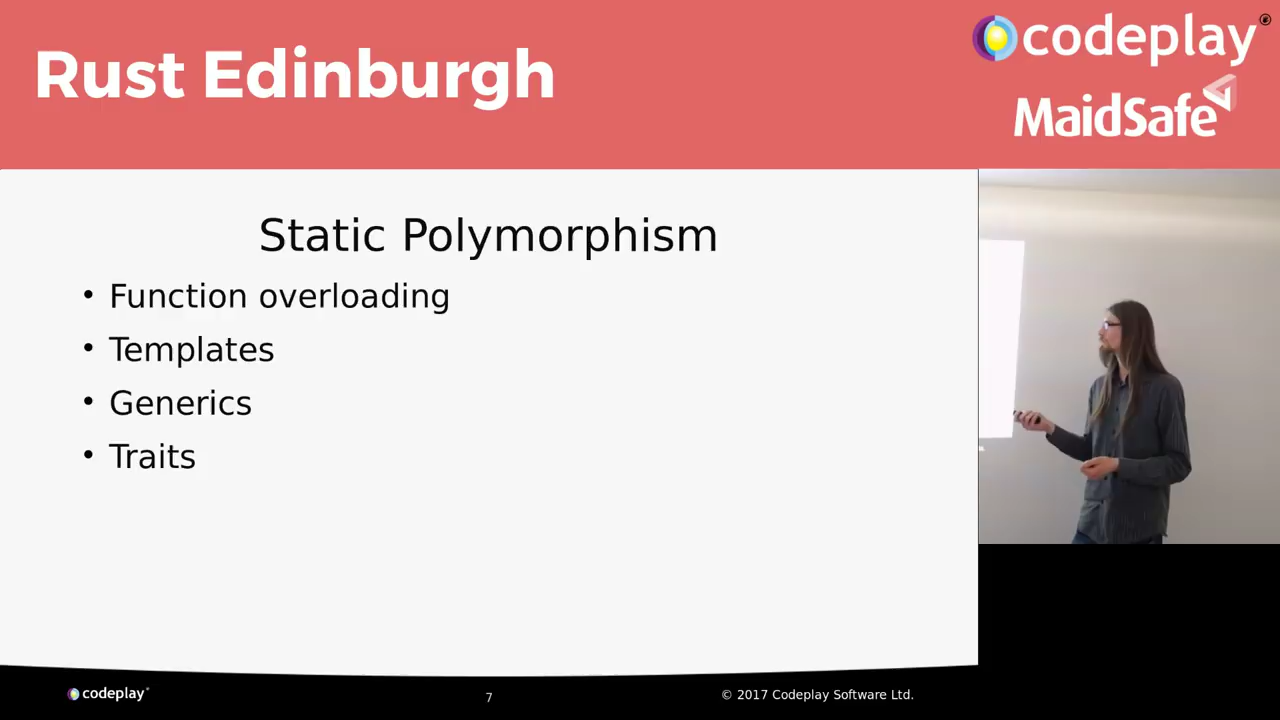 Rust Edinburgh
codeplay®
MaidSafe
Static Polymorphism
• Function overloading
• Templates
• Generics
• Traits
codeplay®
7
© 2017 Codeplay Software Ltd.